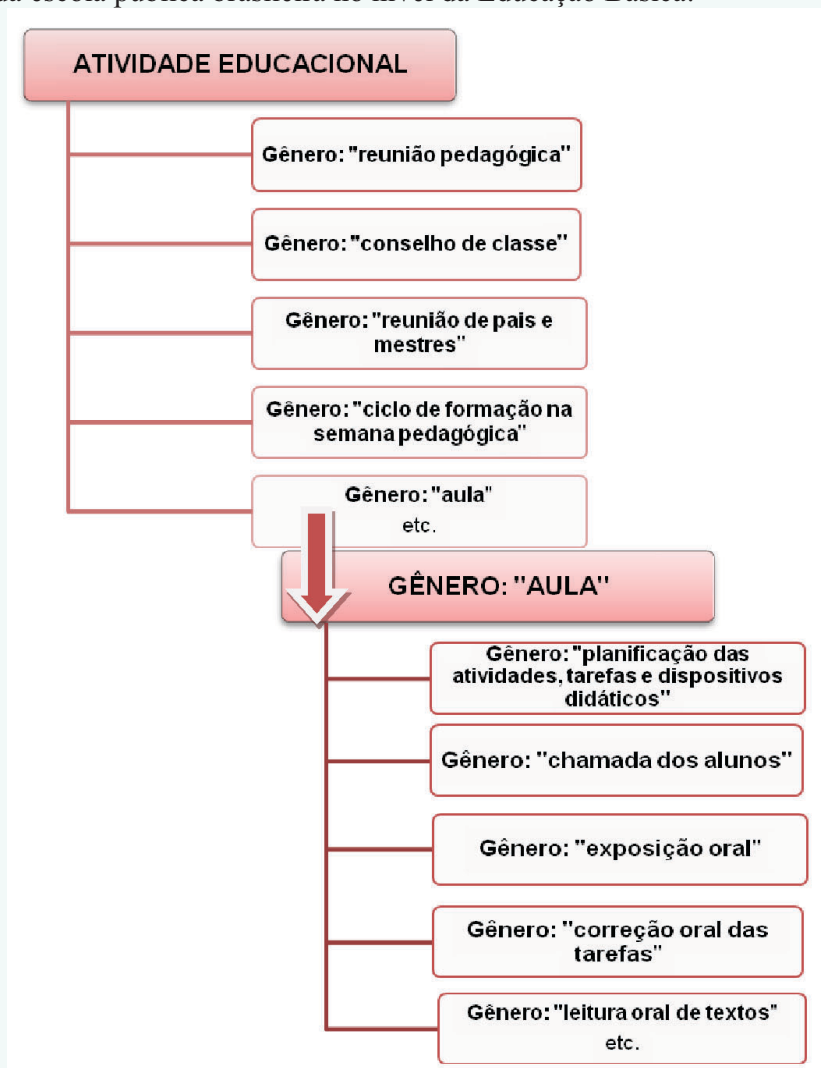 da escola pública brasileira no nível da Educação Básica.
ATIVIDADE EDUCACIONAL
Gênero: "reunião pedagógica"
Gênero: "conselho de classe"
Gênero: "reunião de pais e
mestres"
Gênero: "ciclo de formação na
semana pedagógica"
Gênero: "aula"
etc.
GÊNERO: "AULA"
Gênero: "planificação das
atividades, tarefas e dispositivos
didáticos"
Gênero: "chamada dos alunos"
Gênero: "exposição oral"
Gênero: "correção oral das
tarefas"
Gênero: "leitura oral de textos"
etc.